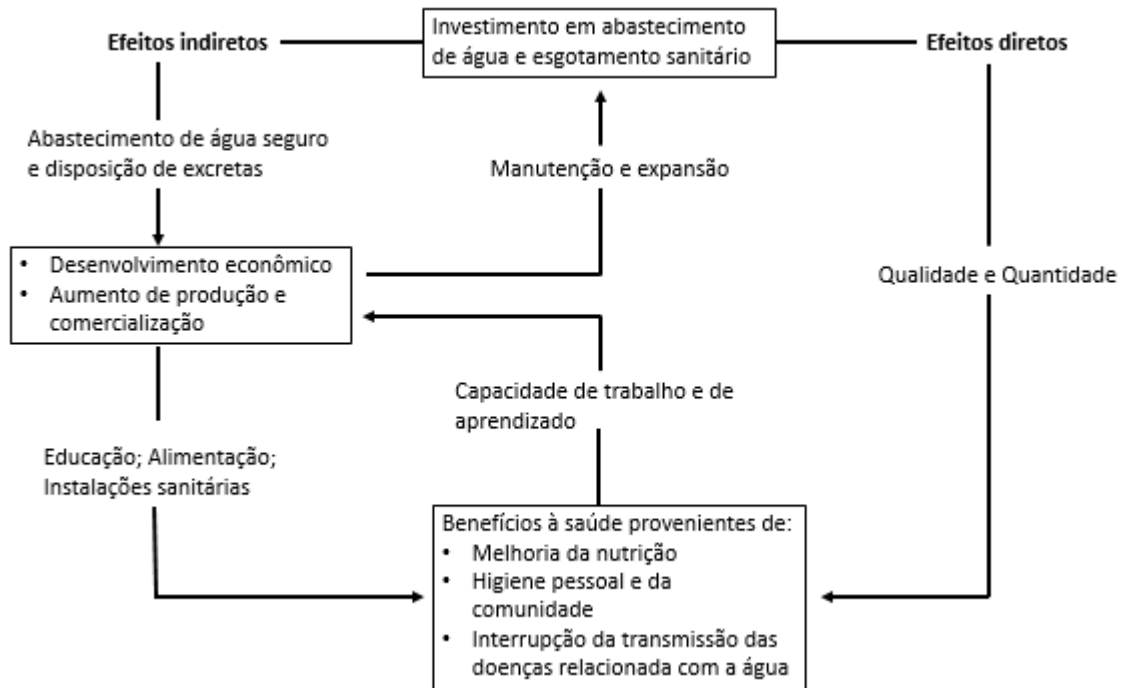 Efeitos indiretos
Investimento em abastecimento
de água e esgotamento sanitário
Efeitos diretos
Abastecimento de água seguro
e disposição de excretas
Manutenção e expansão
• Desenvolvimento econômico
• Aumento de produção e
comercialização
Qualidade e Quantidade
Capacidade de trabalho e de
aprendizado
Educação; Alimentação;
Instalações sanitárias
Benefícios à saúde provenientes de:
• Melhoria da nutrição
• Higiene pessoal e da
comunidade
• Interrupção da transmissão das
doenças relacionada com a água